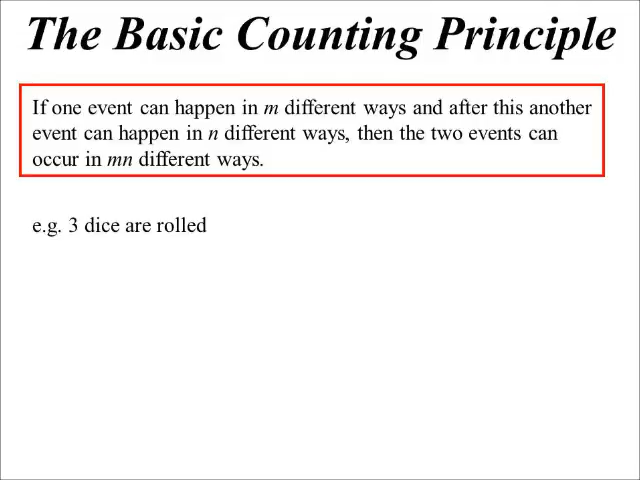 The Basic Counting Principle
If one event can happen in m different ways and after this another
event can happen in n different ways, then the two events can
occur in mn different ways.
e.g. 3 dice are rolled